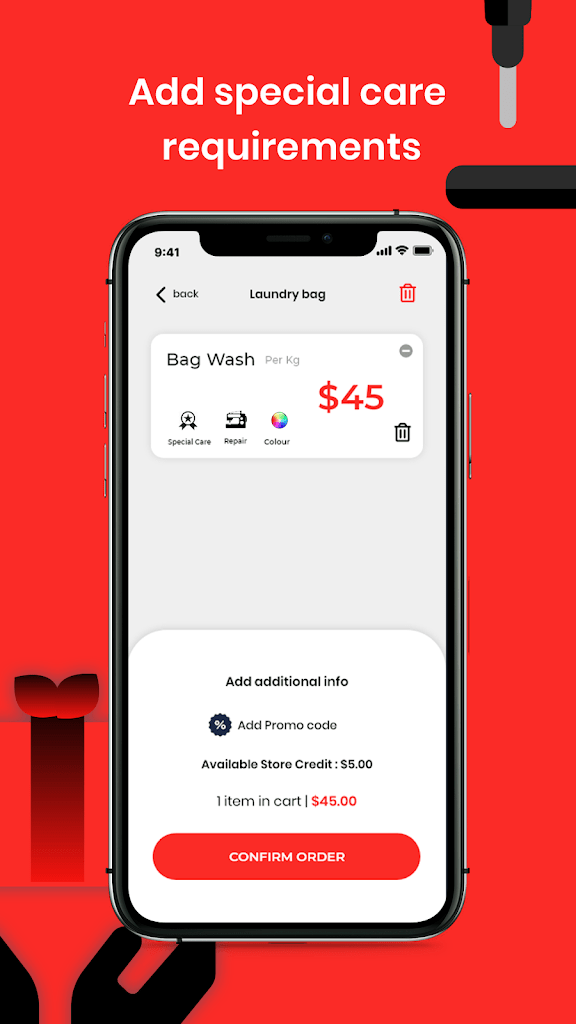 Add special care
requirements
9:41
back
Laundry bag
Bag Wash Per Kg
$45
Special Care
Repair
Colour
Add additional info
% Add Promo code
Available Store Credit : $5.00
1 item in cart | $45.00
CONFIRM ORDER